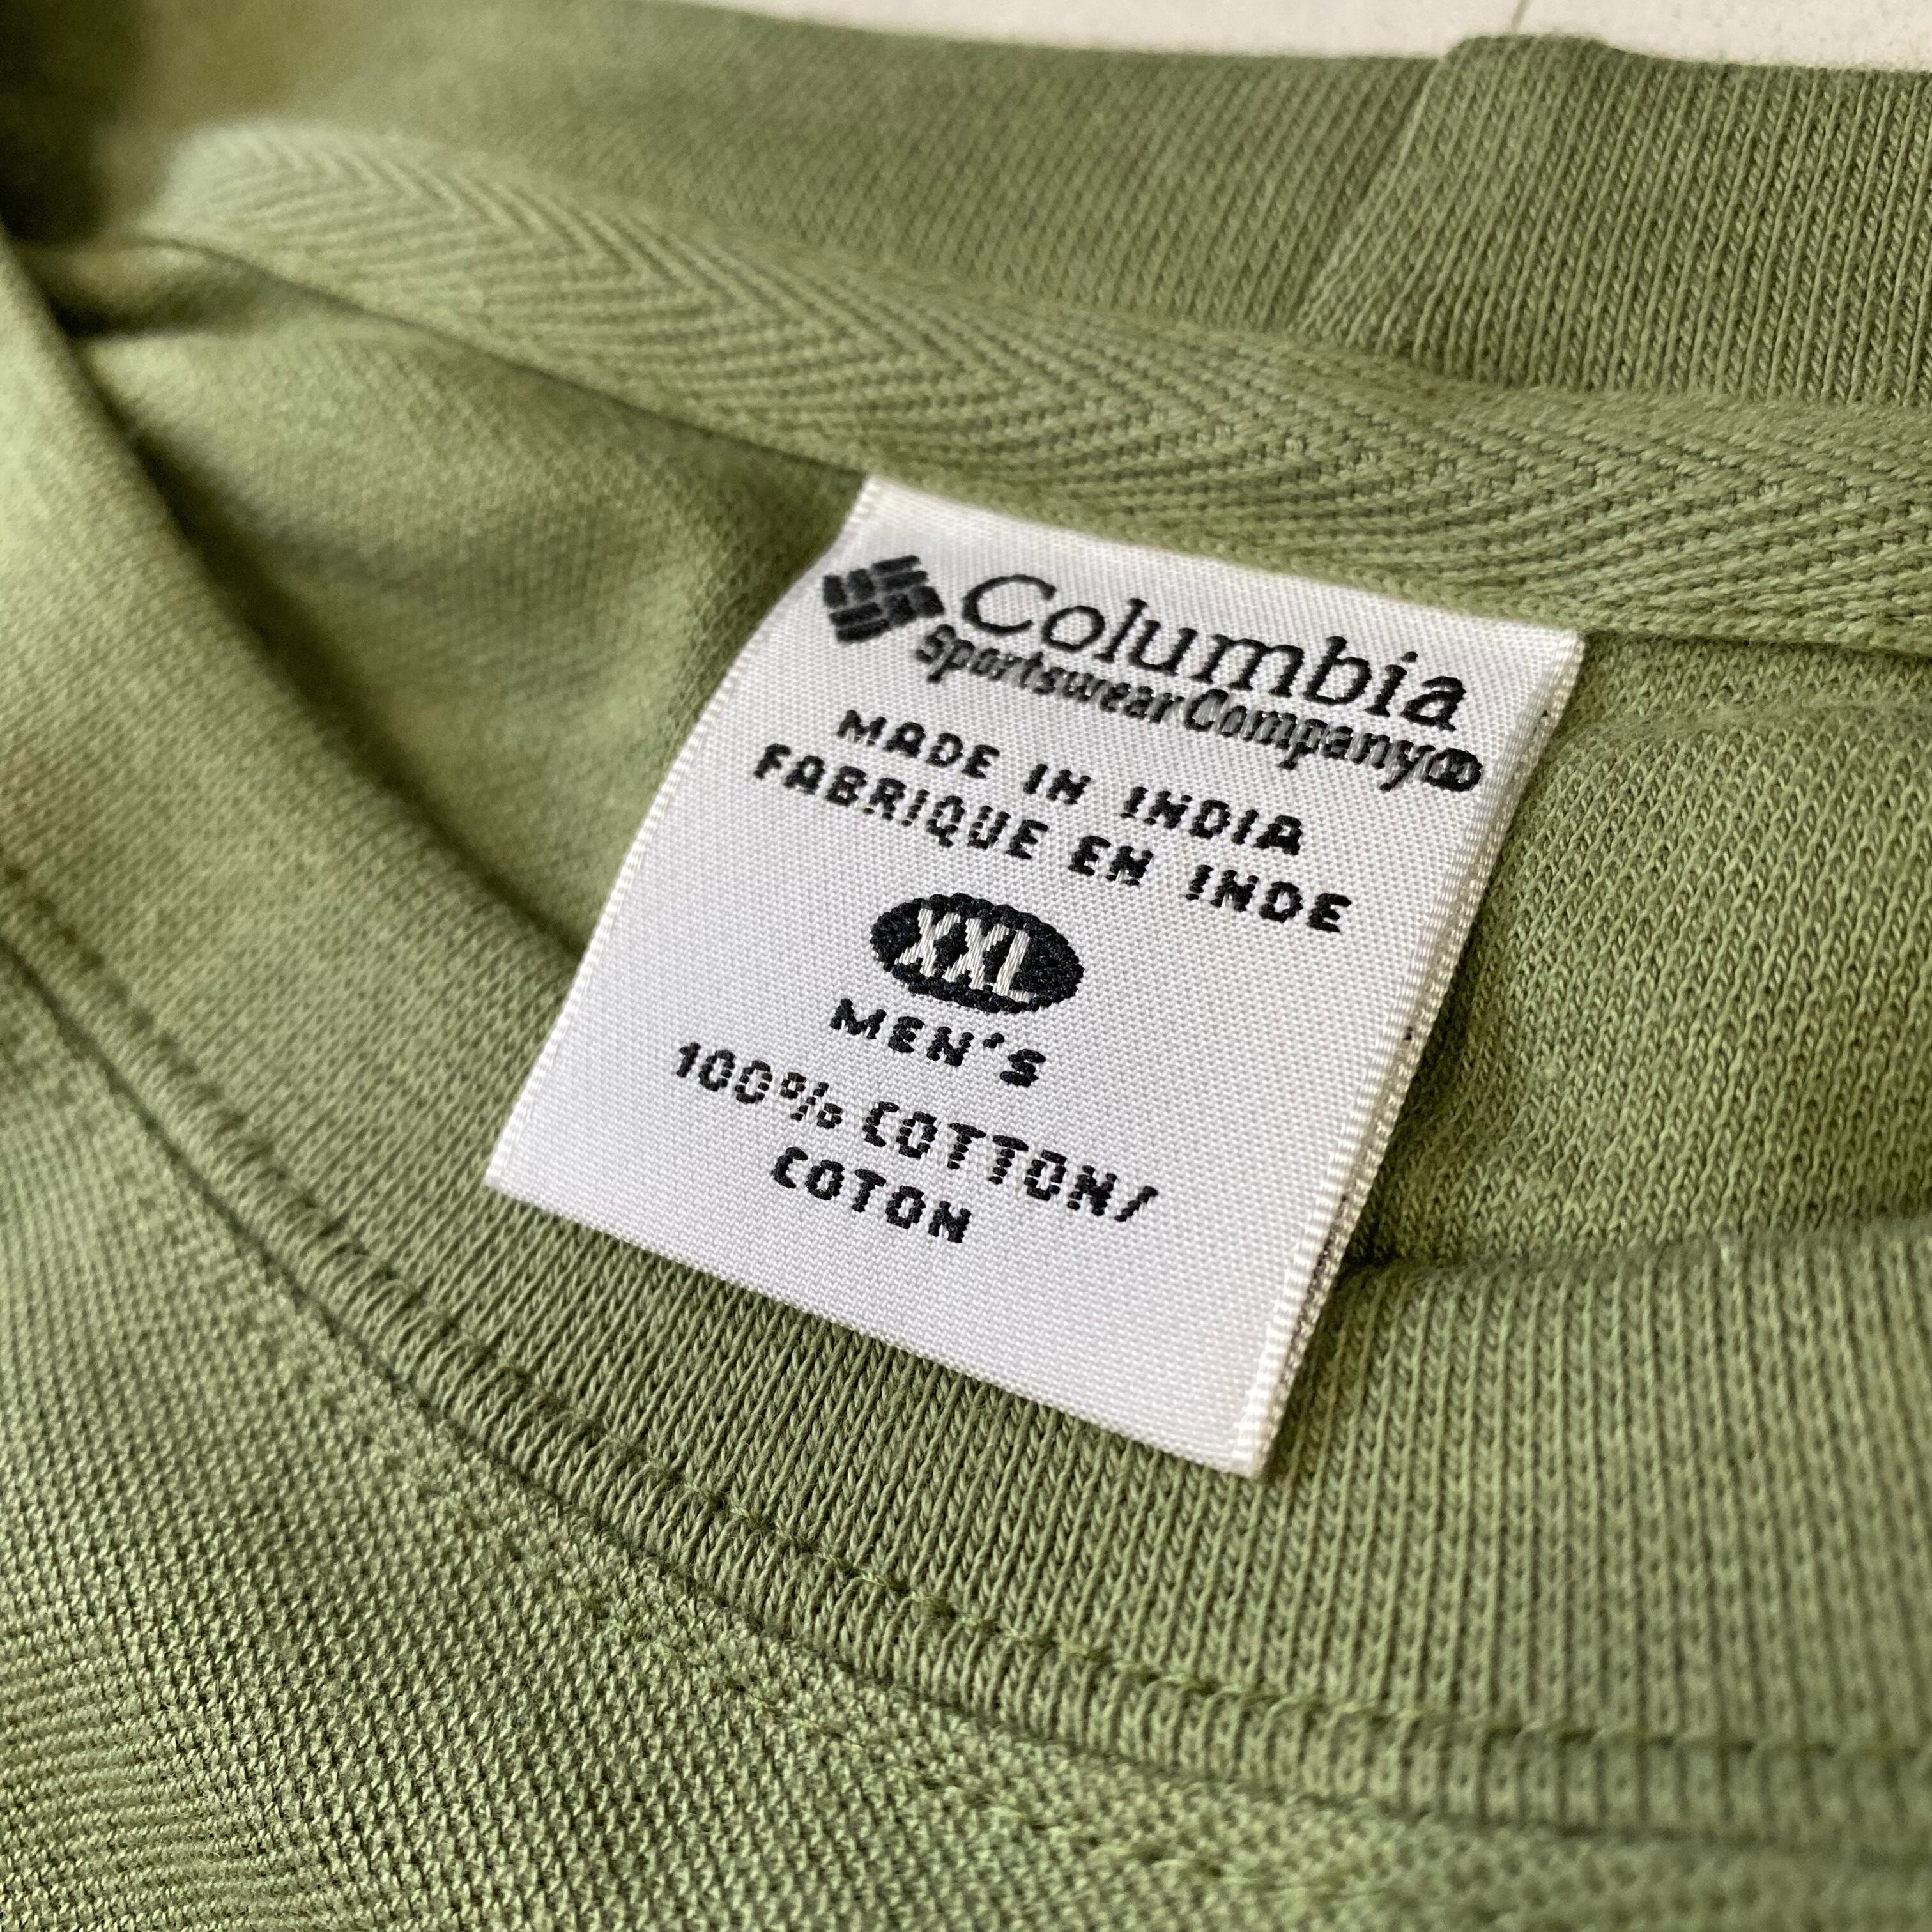 Columbia
Sportswear Company®
MADE IN INDIA
FABRIQUE EN INDE
XXL
MEN'S
100% COTTON/
COTON